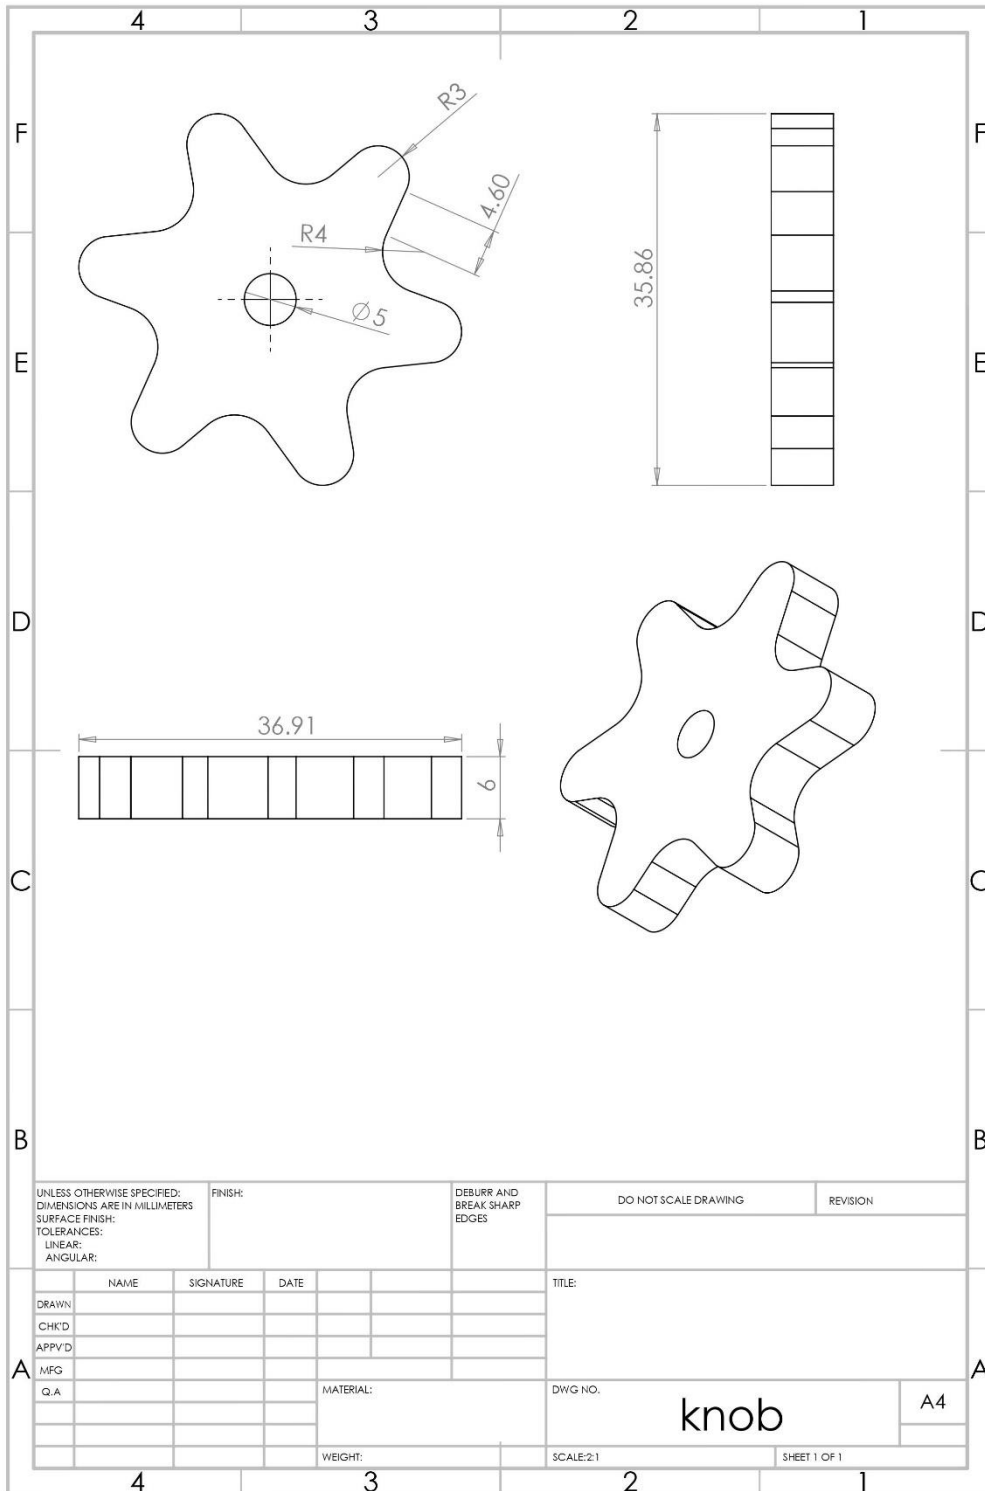 4 3 2 1
F F
R3
4.60
R4
35.86
∅5
E E
D D
36.91
6
C C
B B
UNLESS OTHERWISE SPECIFIED:
DIMENSIONS ARE IN MILLIMETERS
SURFACE FINISH:
TOLERANCES:
LINEAR:
ANGULAR:
FINISH:
DEBURR AND
BREAK SHARP
EDGES
DO NOT SCALE DRAWING
REVISION
NAME SIGNATURE DATE
TITLE:
DRAWN
CHK'D
APPV'D
A A
MFG
Q.A
MATERIAL:
DWG NO.
knob
A4
WEIGHT:
SCALE:2:1
SHEET 1 OF 1
4 3 2 1